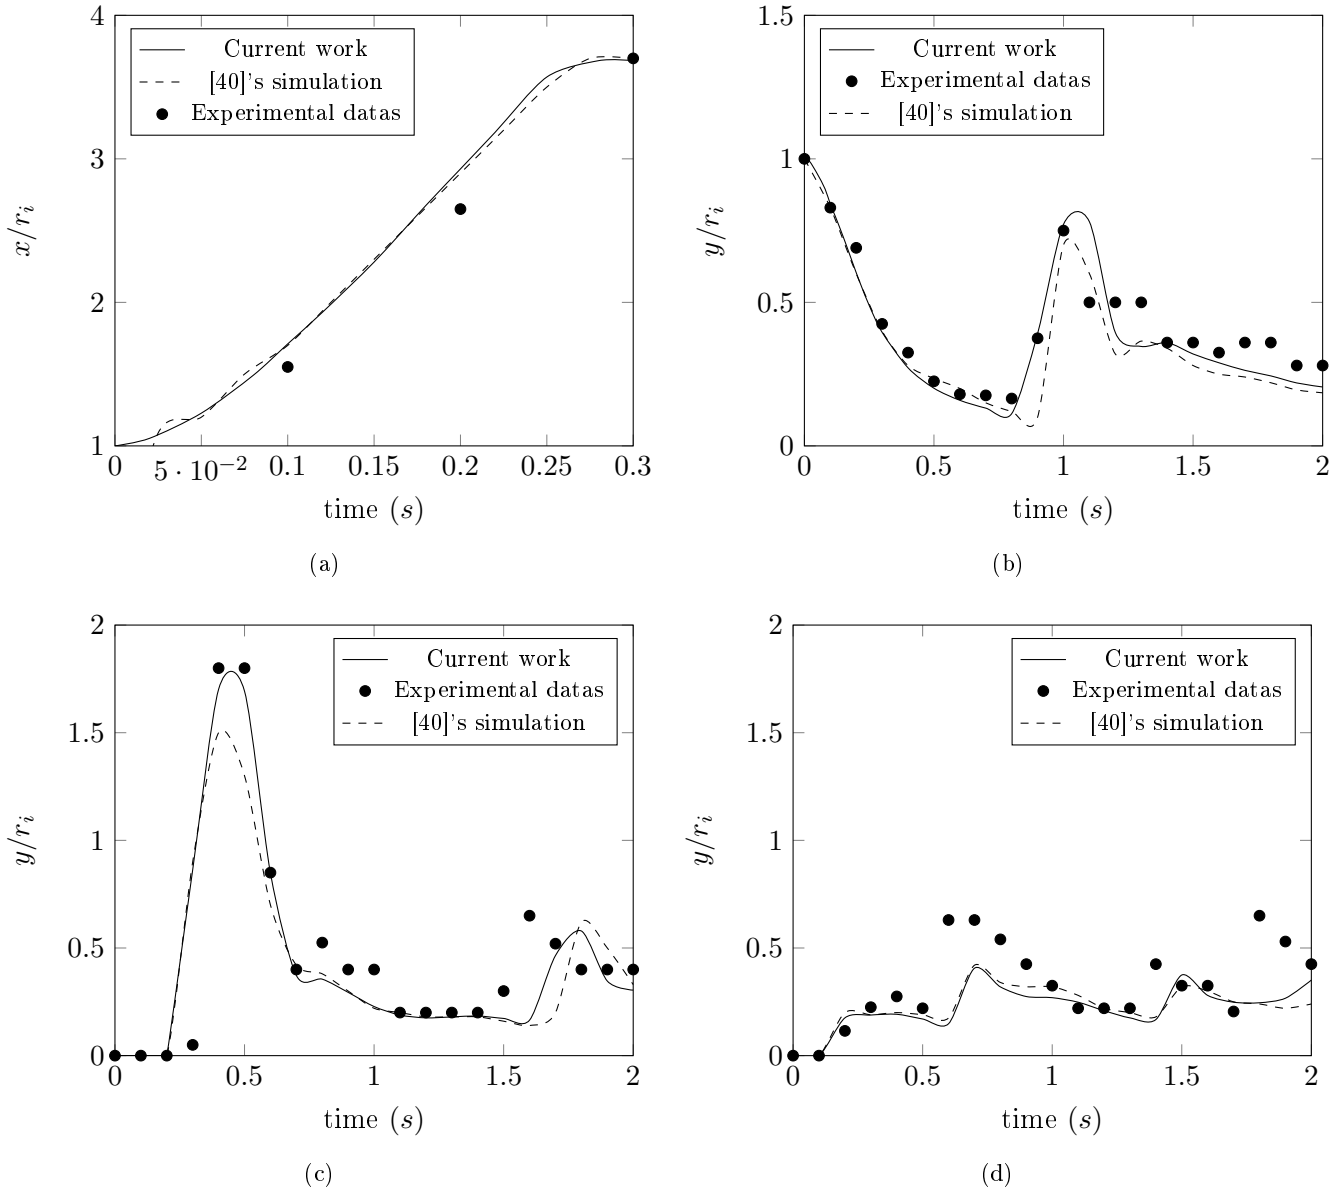 4
3
2
1
x/r_i
Current work
[40]'s simulation
Experimental datas
0 5·10^−2 0.1 0.15 0.2 0.25 0.3
time (s)
(a)
1.5
1
0.5
0
y/r_i
Current work
Experimental datas
[40]'s simulation
0 0.5 1 1.5 2
time (s)
(b)
2
1.5
1
0.5
0
y/r_i
Current work
Experimental datas
[40]'s simulation
0 0.5 1 1.5 2
time (s)
(c)
2
1.5
1
0.5
0
y/r_i
Current work
Experimental datas
[40]'s simulation
0 0.5 1 1.5 2
time (s)
(d)